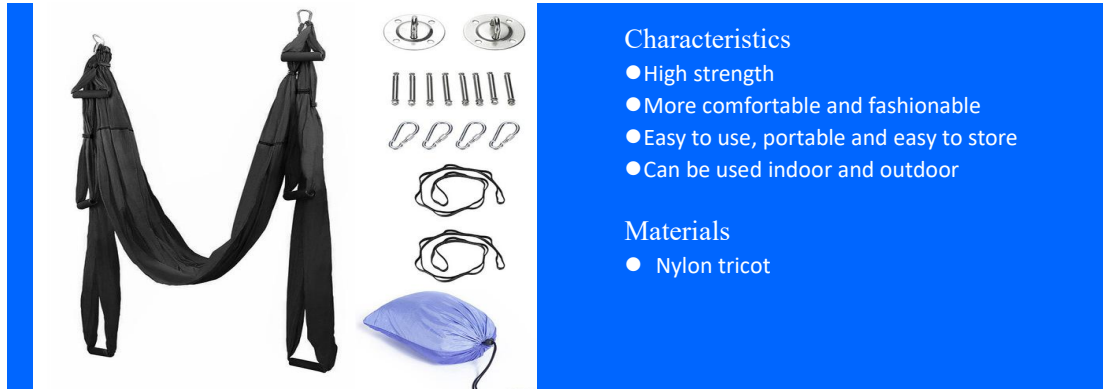 Characteristics
●High strength
●More comfortable and fashionable
●Easy to use, portable and easy to store
●Can be used indoor and outdoor
Materials
● Nylon tricot